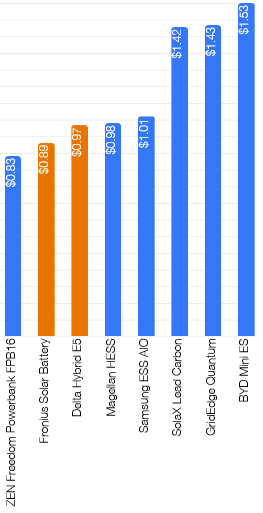 $0.83
$0.89
$0.97
$0.98
$1.01
$1.42
$1.43
$1.53
ZEN Freedom Powerbank FPB16
Fronius Solar Battery
Delta Hybrid E5
Magellan HESS
Samsung ESS AIO
SolaX Lead Carbon
GridEdge Quantum
BYD Mini ES